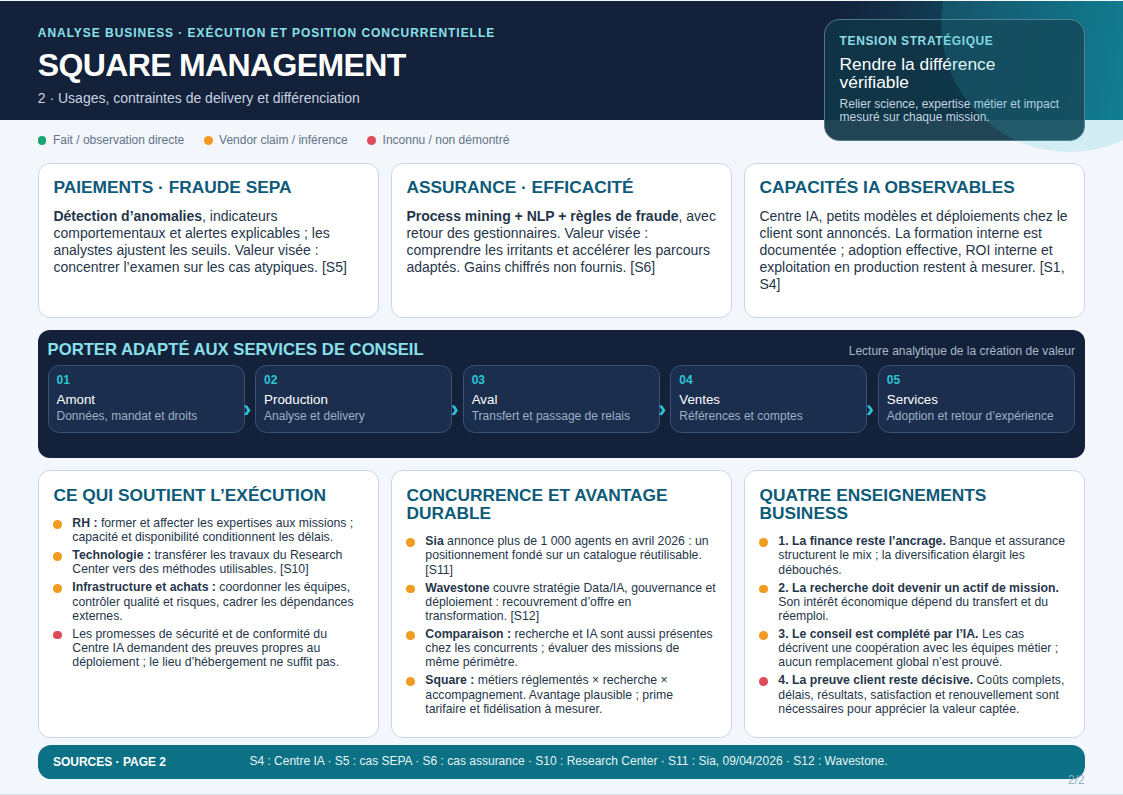 ANALYSE BUSINESS · EXÉCUTION ET POSITION CONCURRENTIELLE
SQUARE MANAGEMENT
2 · Usages, contraintes de delivery et différenciation
TENSION STRATÉGIQUE
Rendre la différence
vérifiable
Relier science, expertise métier et impact
mesuré sur chaque mission.
Fait / observation directe
Vendor claim / inférence
Inconnu / non démontré
PAIEMENTS · FRAUDE SEPA
Détection d’anomalies, indicateurs
comportementaux et alertes explicables ; les
analystes ajustent les seuils. Valeur visée :
concentrer l’examen sur les cas atypiques. [S5]
ASSURANCE · EFFICACITÉ
Process mining + NLP + règles de fraude, avec
retour des gestionnaires. Valeur visée :
comprendre les irritants et accélérer les parcours
adaptés. Gains chiffrés non fournis. [S6]
CAPACITÉS IA OBSERVABLES
Centre IA, petits modèles et déploiements chez le
client sont annoncés. La formation interne est
documentée ; adoption effective, ROI interne et
exploitation en production restent à mesurer. [S1,
S4]
PORTER ADAPTÉ AUX SERVICES DE CONSEIL
Lecture analytique de la création de valeur
01
Amont
Données, mandat et droits
›
02
Production
Analyse et delivery
›
03
Aval
Transfert et passage de relais
›
04
Ventes
Références et comptes
›
05
Services
Adoption et retour d’expérience
CE QUI SOUTIENT L’EXÉCUTION
RH : former et affecter les expertises aux missions ;
capacité et disponibilité conditionnent les délais.
Technologie : transférer les travaux du Research
Center vers des méthodes utilisables. [S10]
Infrastructure et achats : coordonner les équipes,
contrôler qualité et risques, cadrer les dépendances
externes.
Les promesses de sécurité et de conformité du
Centre IA demandent des preuves propres au
déploiement ; le lieu d’hébergement ne suffit pas.
CONCURRENCE ET AVANTAGE
DURABLE
Sia annonce plus de 1 000 agents en avril 2026 : un
positionnement fondé sur un catalogue réutilisable.
[S11]
Wavestone couvre stratégie Data/IA, gouvernance et
déploiement : recouvrement d’offre en
transformation. [S12]
Comparaison : recherche et IA sont aussi présentes
chez les concurrents ; évaluer des missions de
même périmètre.
Square : métiers réglementés × recherche ×
accompagnement. Avantage plausible ; prime
tarifaire et fidélisation à mesurer.
QUATRE ENSEIGNEMENTS
BUSINESS
1. La finance reste l’ancrage. Banque et assurance
structurent le mix ; la diversification élargit les
débouchés.
2. La recherche doit devenir un actif de mission.
Son intérêt économique dépend du transfert et du
réemploi.
3. Le conseil est complété par l’IA. Les cas
décrivent une coopération avec les équipes métier ;
aucun remplacement global n’est prouvé.
4. La preuve client reste décisive. Coûts complets,
délais, résultats, satisfaction et renouvellement sont
nécessaires pour apprécier la valeur captée.
SOURCES · PAGE 2
S4 : Centre IA · S5 : cas SEPA · S6 : cas assurance · S10 : Research Center · S11 : Sia, 09/04/2026 · S12 : Wavestone.
2/2